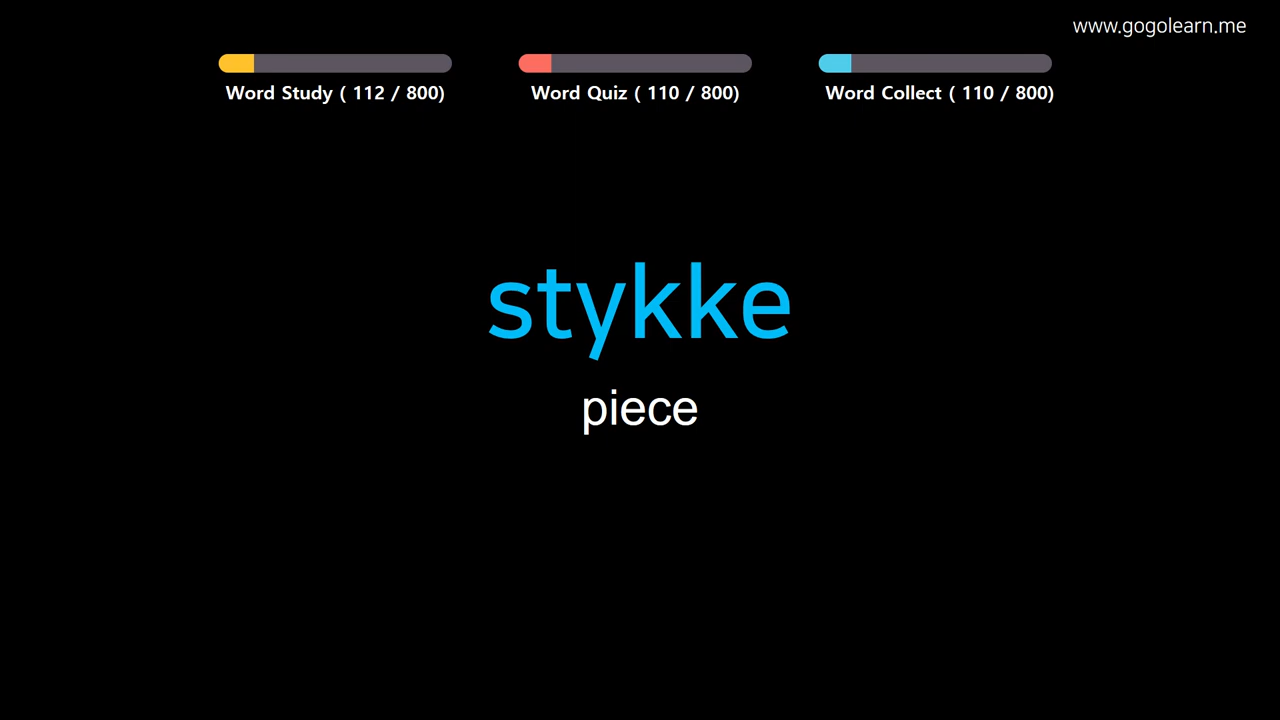 www.gogolearn.me
Word Study ( 112 / 800)
Word Quiz ( 110 / 800)
Word Collect ( 110 / 800)
stykke
piece